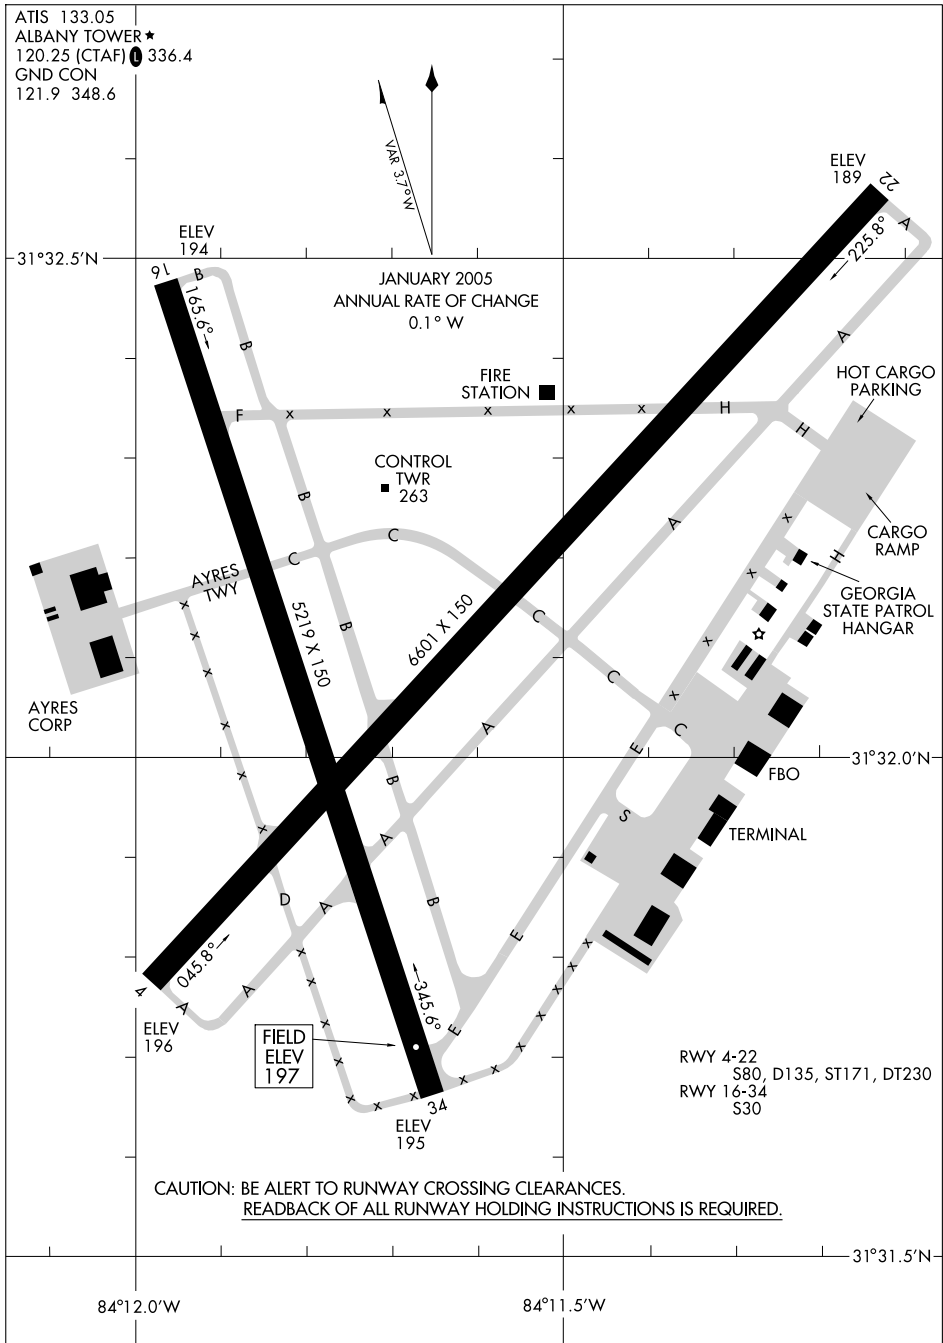 ATIS 133.05
ALBANY TOWER★
120.25 (CTAF) L 336.4
GND CON
121.9 348.6
VAR 3.7° W
JANUARY 2005
ANNUAL RATE OF CHANGE
0.1° W
ELEV
189
22
A
225.8°
ELEV
194
31°32.5'N
16
B
165.6°
B
A
HOT CARGO
PARKING
FIRE
STATION
F
x
x
x
x
x
H
H
CONTROL
TWR
263
B
A
x
CARGO
RAMP
C
C
AYRES
TWY
x
H
GEORGIA
STATE PATROL
HANGAR
x
x
x
x
x
x
x
x
5219 X 150
B
6601 X 150
C
C
C
x
AYRES
CORP
A
E
31°32.0'N
B
FBO
S
TERMINAL
A
D
A
B
E
x
x
x
x
x
x
045.8°
A
A
4
ELEV
196
345.6°
E
x
x
x
x
x
x
x
x
x
x
FIELD
ELEV
197
34
ELEV
195
RWY 4-22
S80, D135, ST171, DT230
RWY 16-34
S30
CAUTION: BE ALERT TO RUNWAY CROSSING CLEARANCES.
READBACK OF ALL RUNWAY HOLDING INSTRUCTIONS IS REQUIRED.
31°31.5'N
84°12.0'W
84°11.5'W